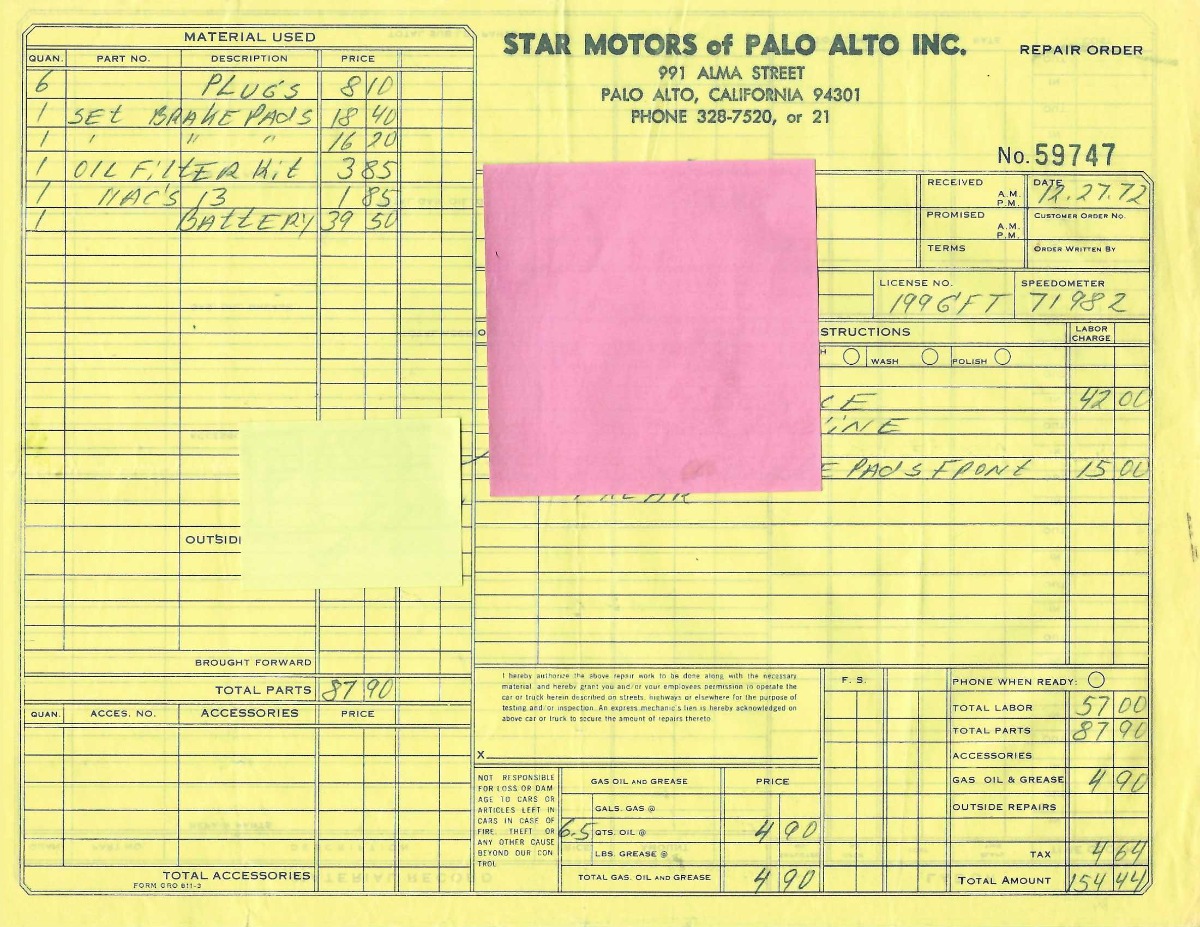 MATERIAL USED
QUAN. PART NO. DESCRIPTION PRICE
6 PLUGS 8 10
1 SET BRAKE PADS 18 40
1 " " " 16 20
1 OIL FILTER KIT 3 85
1 MAC'S 13 1 85
1 BATTERY 39 50
OUTSID
BROUGHT FORWARD
TOTAL PARTS 87 90
QUAN. ACCES. NO. ACCESSORIES PRICE
TOTAL ACCESSORIES
FORM GRO 611-2
STAR MOTORS of PALO ALTO INC.
REPAIR ORDER
991 ALMA STREET
PALO ALTO, CALIFORNIA 94301
PHONE 328-7520, or 21
No. 59747
RECEIVED A.M. P.M.
DATE 12.27.72
PROMISED A.M. P.M.
CUSTOMER ORDER NO.
TERMS
ORDER WRITTEN BY
LICENSE NO. 199GFT
SPEEDOMETER 71982
STRUCTIONS LABOR CHARGE
H WASH POLISH
CE 42 00
INE
E PADS FRONT 15 00
I hereby authorize the above repair work to be done along with the necessary
material, and hereby grant you and/or your employees permission to operate the
car or truck herein described on streets, highways or elsewhere for the purpose of
testing and/or inspection. An express mechanic's lien is hereby acknowledged on
above car or truck to secure the amount of repairs thereto.
X
NOT RESPONSIBLE
FOR LOSS OR DAM
AGE TO CARS OR
ARTICLES LEFT IN
CARS IN CASE OF
FIRE, THEFT OR
ANY OTHER CAUSE
BEYOND OUR CON
TROL
GAS OIL AND GREASE PRICE
GALS. GAS @
6.5 QTS. OIL @ 4 90
LBS. GREASE @
TOTAL GAS. OIL AND GREASE 4 90
F. S.
PHONE WHEN READY:
TOTAL LABOR 57 00
TOTAL PARTS 87 90
ACCESSORIES
GAS, OIL & GREASE 4 90
OUTSIDE REPAIRS
TAX 4 64
TOTAL AMOUNT 154 44